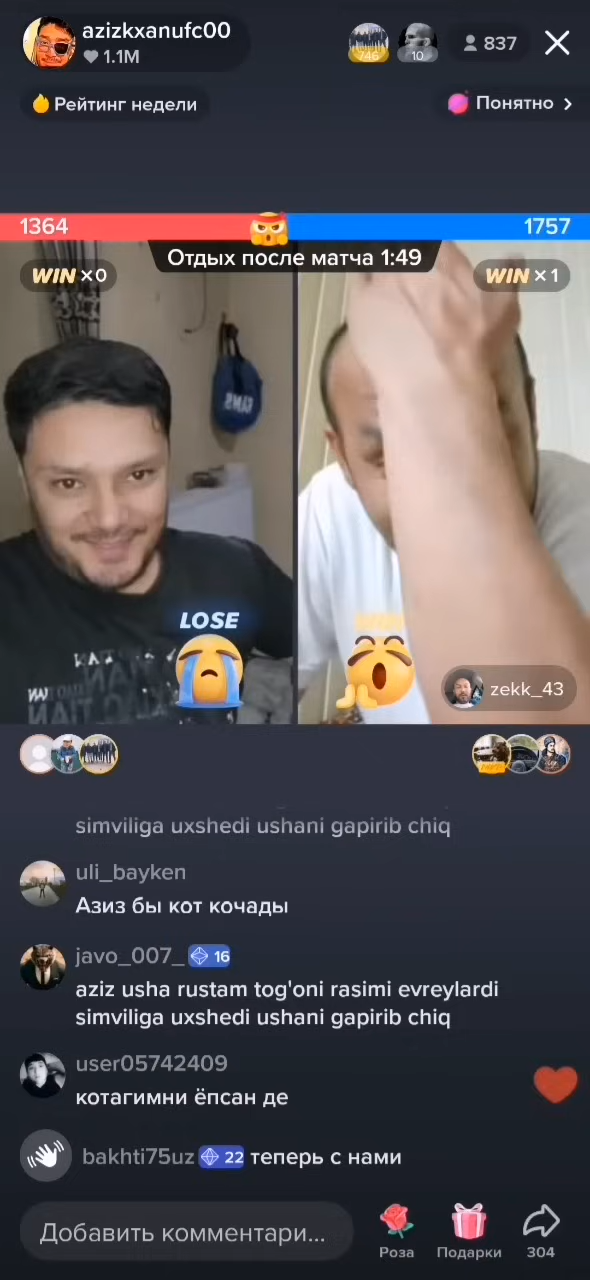 azizkxanufc00
1.1M
746
10
837
Рейтинг недели
Понятно
1364
1757
Отдых после матча 1:49
WIN ×0
WIN ×1
LOSE
zekk_43
simviliga uxshedi ushani gapirib chiq
uli_bayken
Азиз бы кот кочады
javo_007_ 16
aziz usha rustam tog'oni rasimi evreylardi
simviliga uxshedi ushani gapirib chiq
user05742409
котагимни ёпсан де
bakhti75uz 22 теперь с нами
Добавить комментари...
Роза
Подарки
304